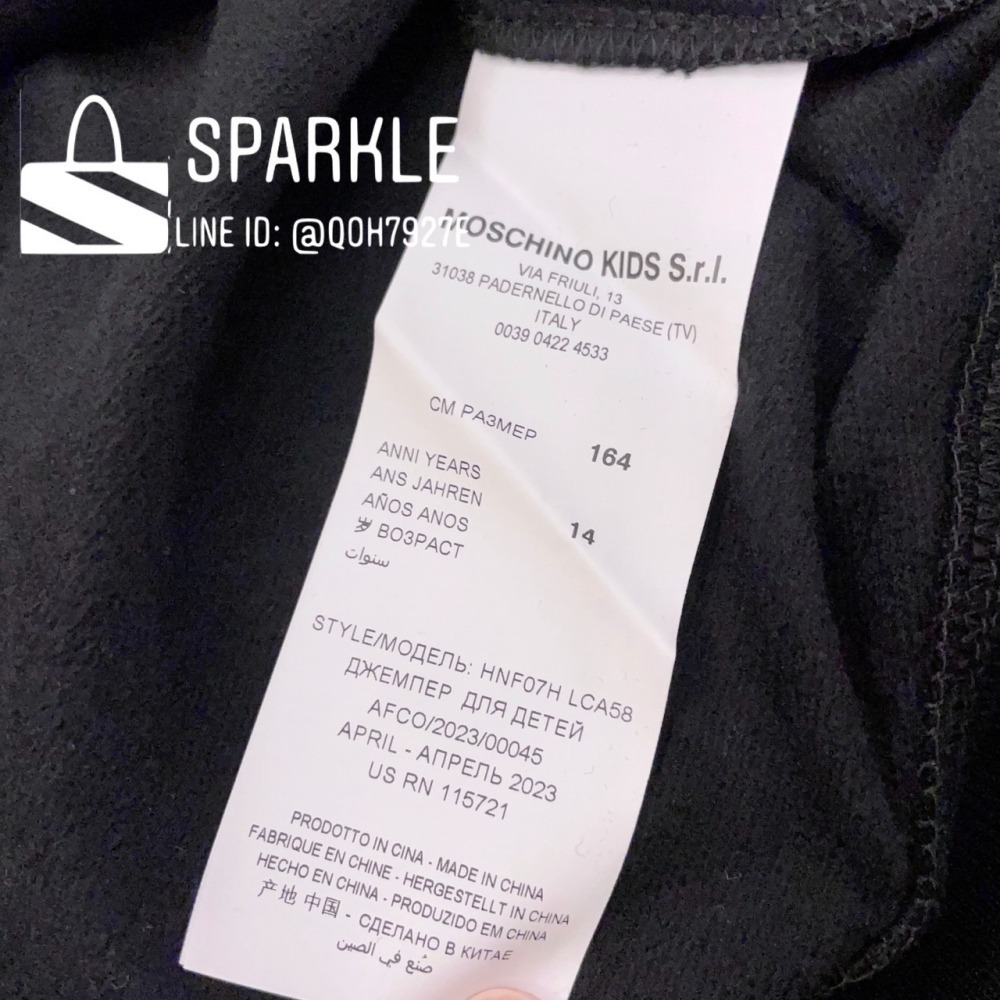 SPARKLE
LINE ID: @QOH7927E
MOSCHINO KIDS S.r.l.
VIA FRIULI, 13
31038 PADERNELLO DI PAESE (TV)
ITALY
0039 0422 4533
СМ РАЗМЕР 164
ANNI YEARS
ANS JAHREN
AÑOS ANOS 14
岁 ВОЗРАСТ
سنوات
STYLE/МОДЕЛЬ: HNF07H LCA58
ДЖЕМПЕР ДЛЯ ДЕТЕЙ
AFCO/2023/00045
APRIL - АПРЕЛЬ 2023
US RN 115721
PRODOTTO IN CINA - MADE IN CHINA
FABRIQUE EN CHINE - HERGESTELLT IN CHINA
HECHO EN CHINA - PRODUZIDO EM CHINA
产地 中国 - СДЕЛАНО В КИТАЕ
صُنع في الصين